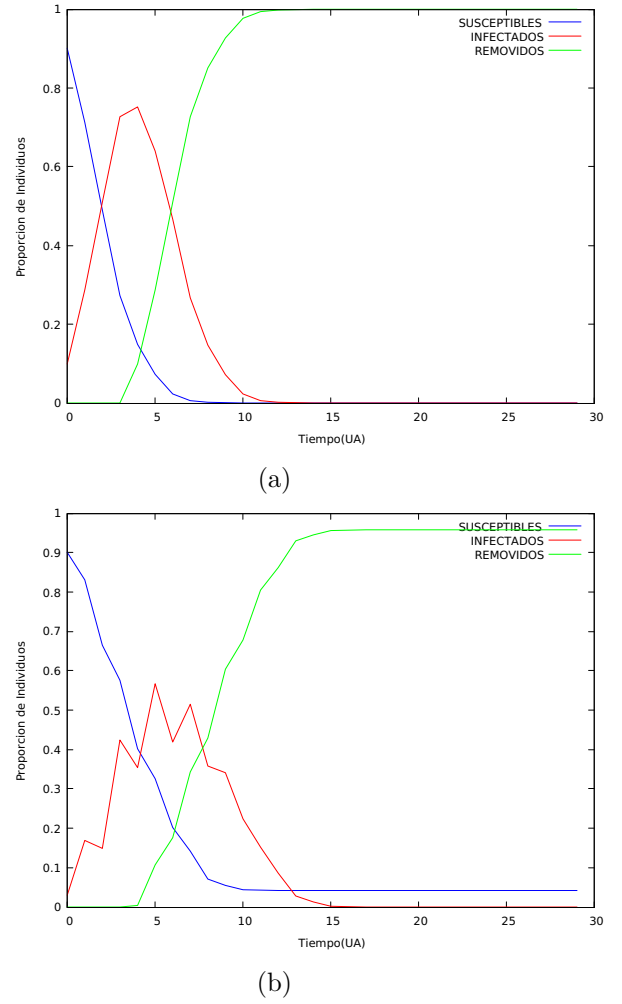 1
0.8
0.6
0.4
0.2
0
SUSCEPTIBLES
INFECTADOS
REMOVIDOS
Proporcion de Individuos
0 5 10 15 20 25 30
Tiempo(UA)
(a)
1
0.9
0.8
0.7
0.6
0.5
0.4
0.3
0.2
0.1
0
SUSCEPTIBLES
INFECTADOS
REMOVIDOS
Proporcion de Individuos
0 5 10 15 20 25 30
Tiempo(UA)
(b)